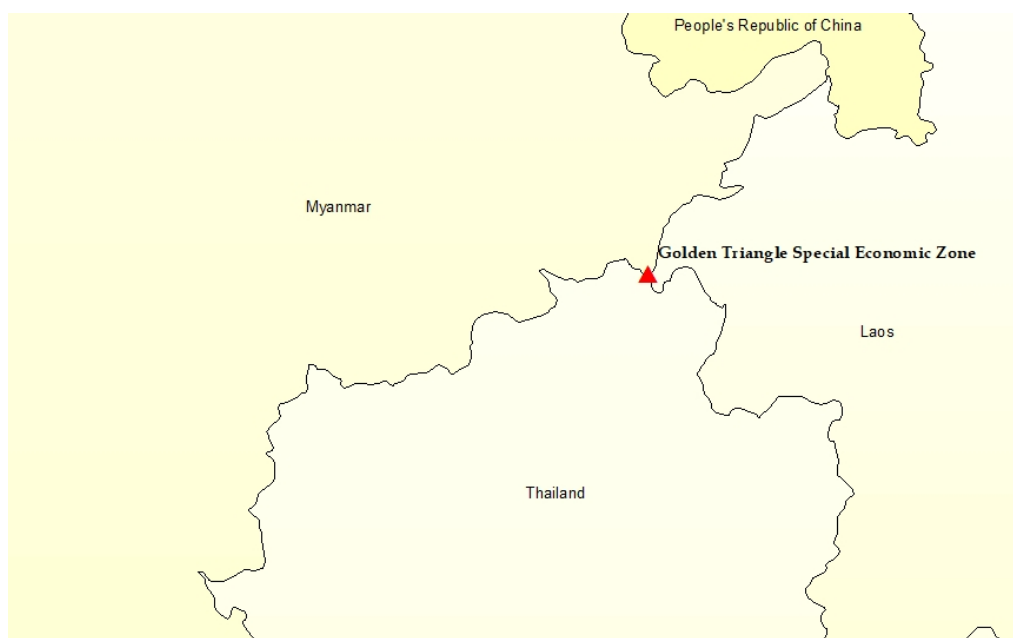 People's Republic of China
Myanmar
Golden Triangle Special Economic Zone
Laos
Thailand